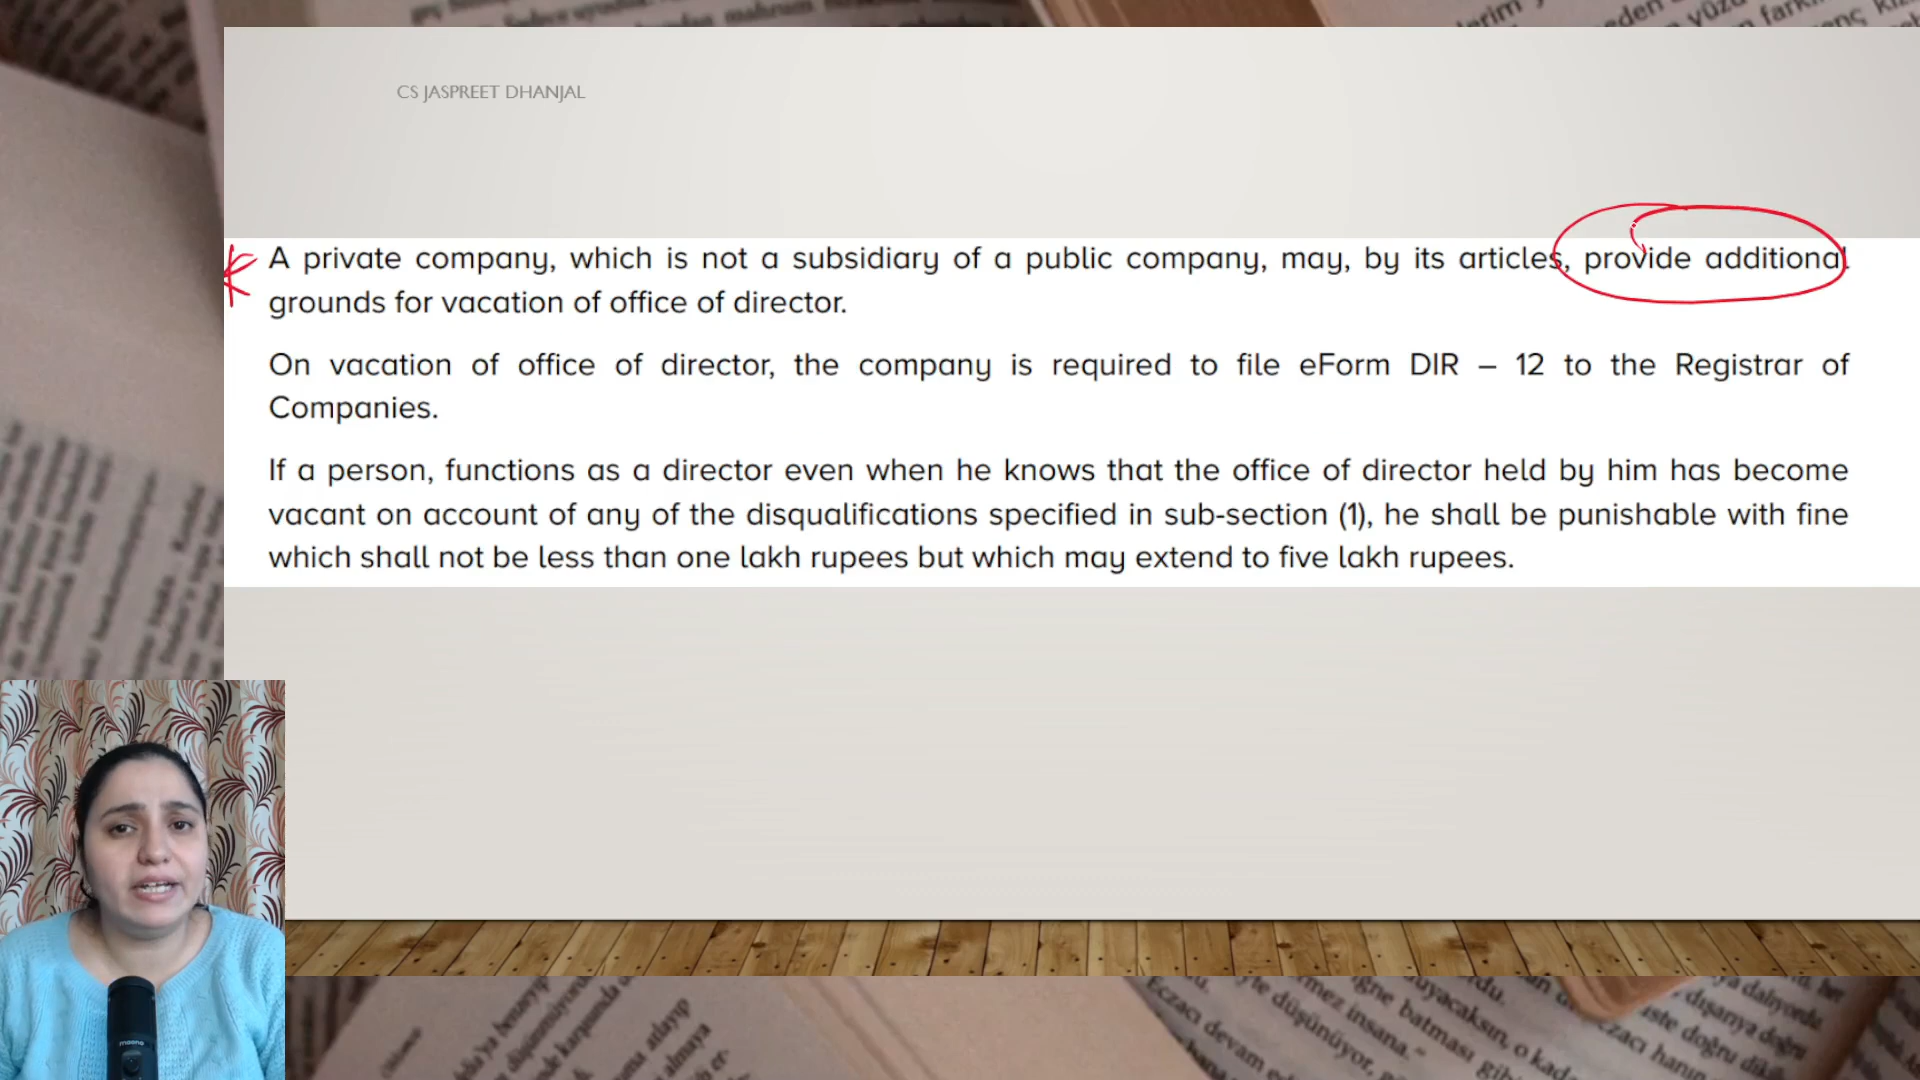 CS JASPREET DHANJAL
A private company, which is not a subsidiary of a public company, may, by its articles, provide additional
grounds for vacation of office of director.
On vacation of office of director, the company is required to file eForm DIR – 12 to the Registrar of
Companies.
If a person, functions as a director even when he knows that the office of director held by him has become
vacant on account of any of the disqualifications specified in sub-section (1), he shall be punishable with fine
which shall not be less than one lakh rupees but which may extend to five lakh rupees.
maono